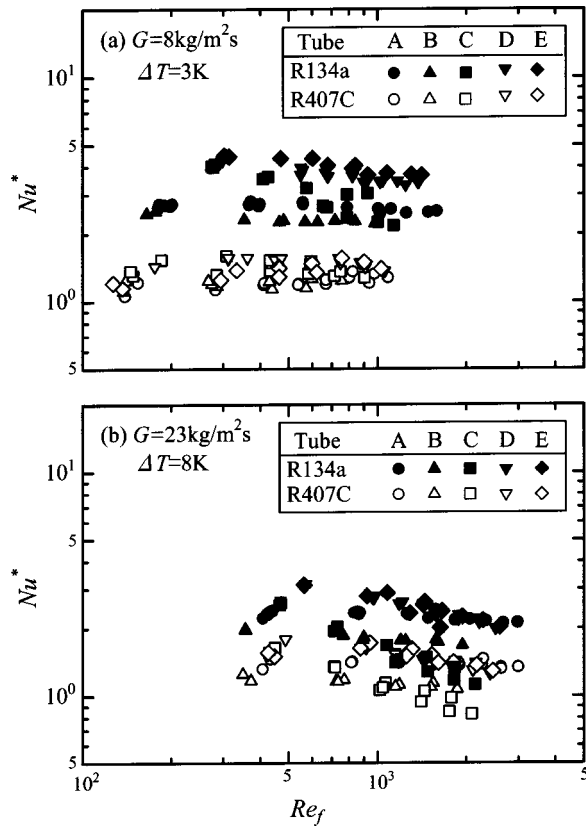 (a) G=8kg/m²s
ΔT=3K
Tube A B C D E
R134a
R407C
10¹
5
10⁰
5
Nu*
(b) G=23kg/m²s
ΔT=8K
Tube A B C D E
R134a
R407C
10¹
5
10⁰
5
Nu*
10² 5 10³ 5
Re_f